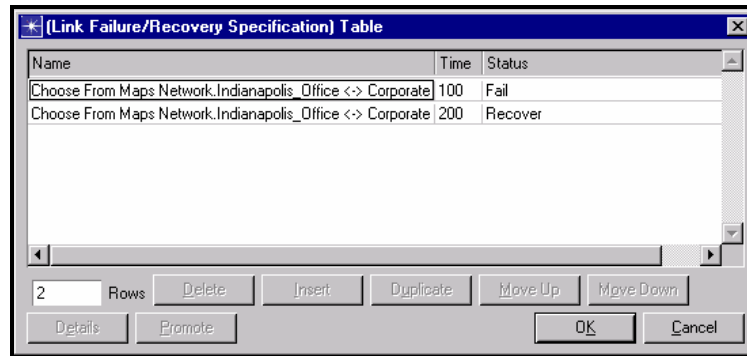 (Link Failure/Recovery Specification) Table
Name Time Status
Choose From Maps Network.Indianapolis_Office <-> Corporate 100 Fail
Choose From Maps Network.Indianapolis_Office <-> Corporate 200 Recover
2 Rows Delete Insert Duplicate Move Up Move Down
Details Promote OK Cancel